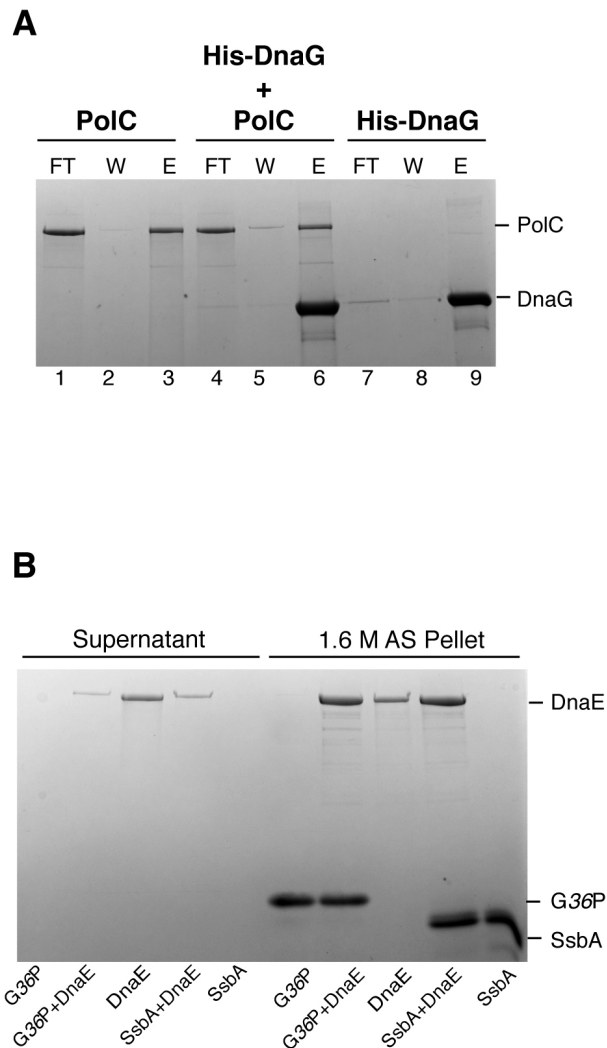 A
His-DnaG
+
PolC PolC His-DnaG
FT W E FT W E FT W E
PolC
DnaG
1 2 3 4 5 6 7 8 9
B
Supernatant 1.6 M AS Pellet
DnaE
G36P
SsbA
G36P G36P+DnaE DnaE SsbA+DnaE SsbA G36P G36P+DnaE DnaE SsbA+DnaE SsbA